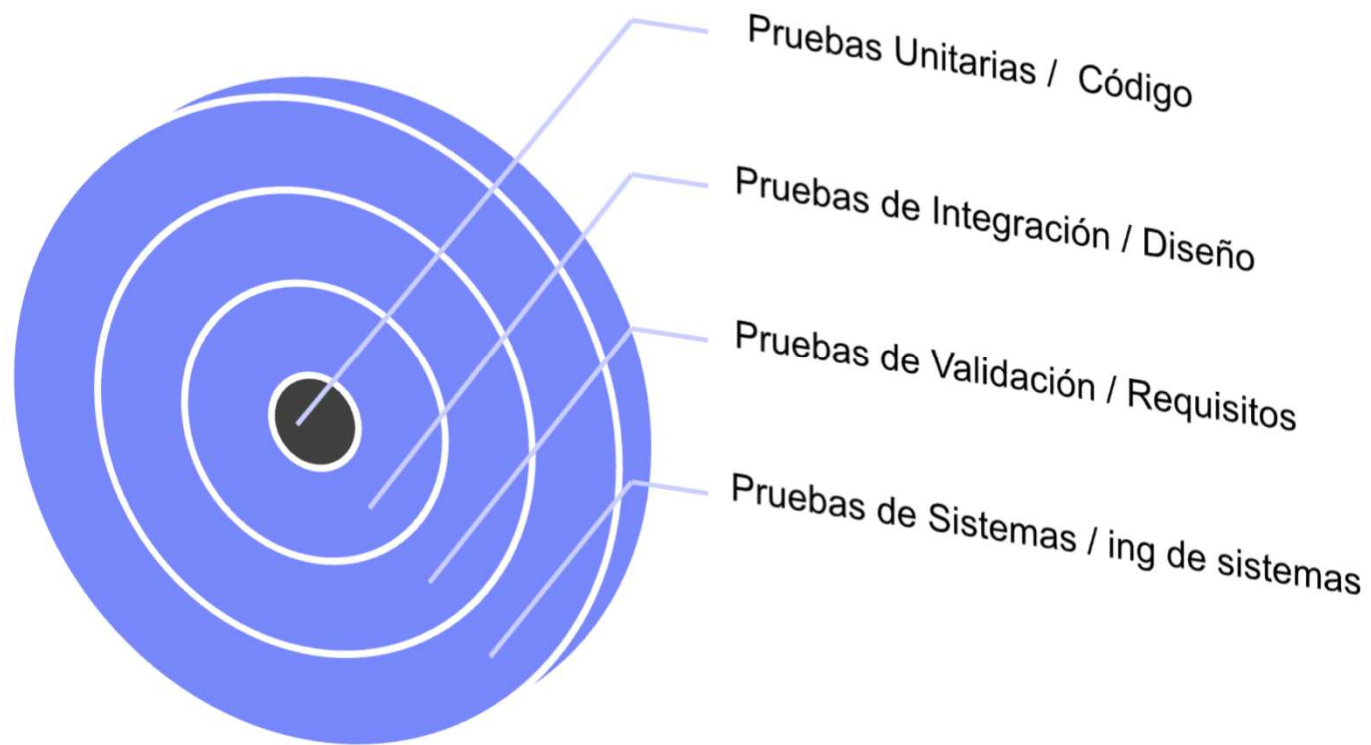 Pruebas Unitarias / Código
Pruebas de Integración / Diseño
Pruebas de Validación / Requisitos
Pruebas de Sistemas / ing de sistemas